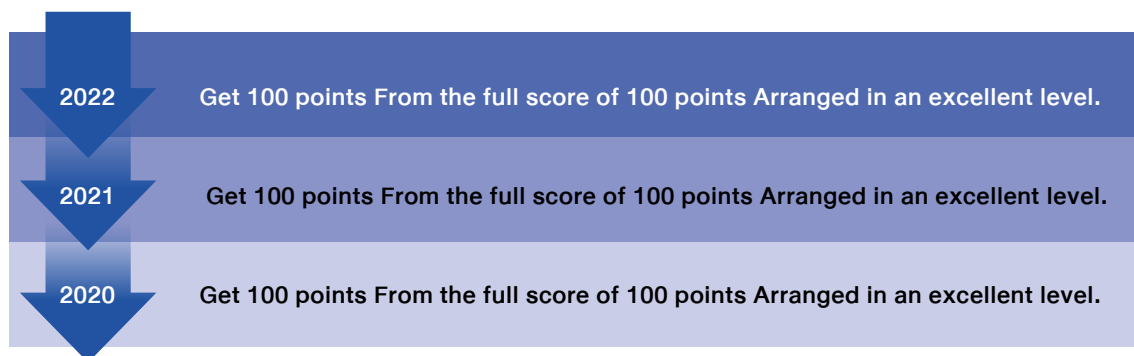 2022 Get 100 points From the full score of 100 points Arranged in an excellent level.
2021 Get 100 points From the full score of 100 points Arranged in an excellent level.
2020 Get 100 points From the full score of 100 points Arranged in an excellent level.